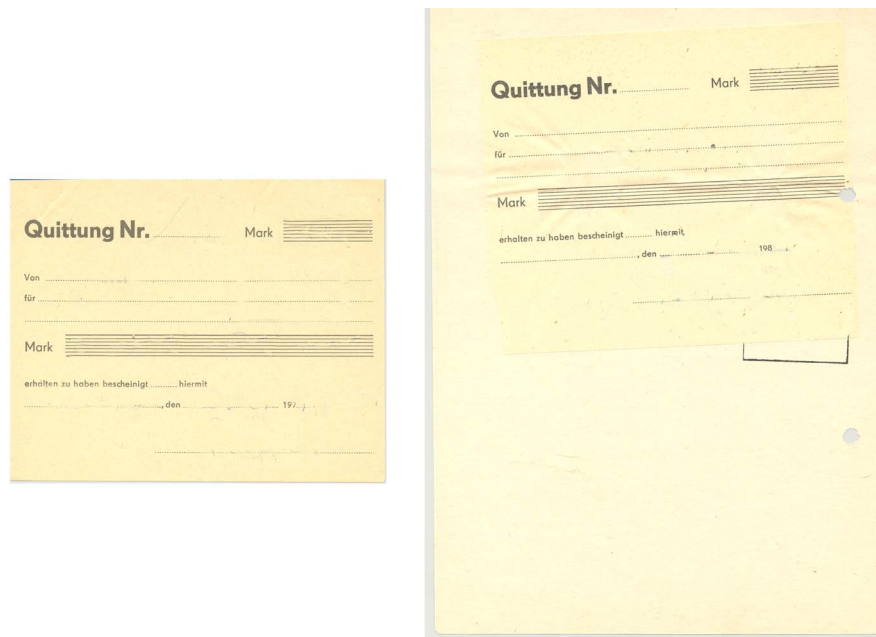 Quittung Nr. Mark
Von
für
Mark
erhalten zu haben bescheinigt hiermit
, den 197
Quittung Nr. Mark
Von
für
Mark
erhalten zu haben bescheinigt hiermit,
, den 198